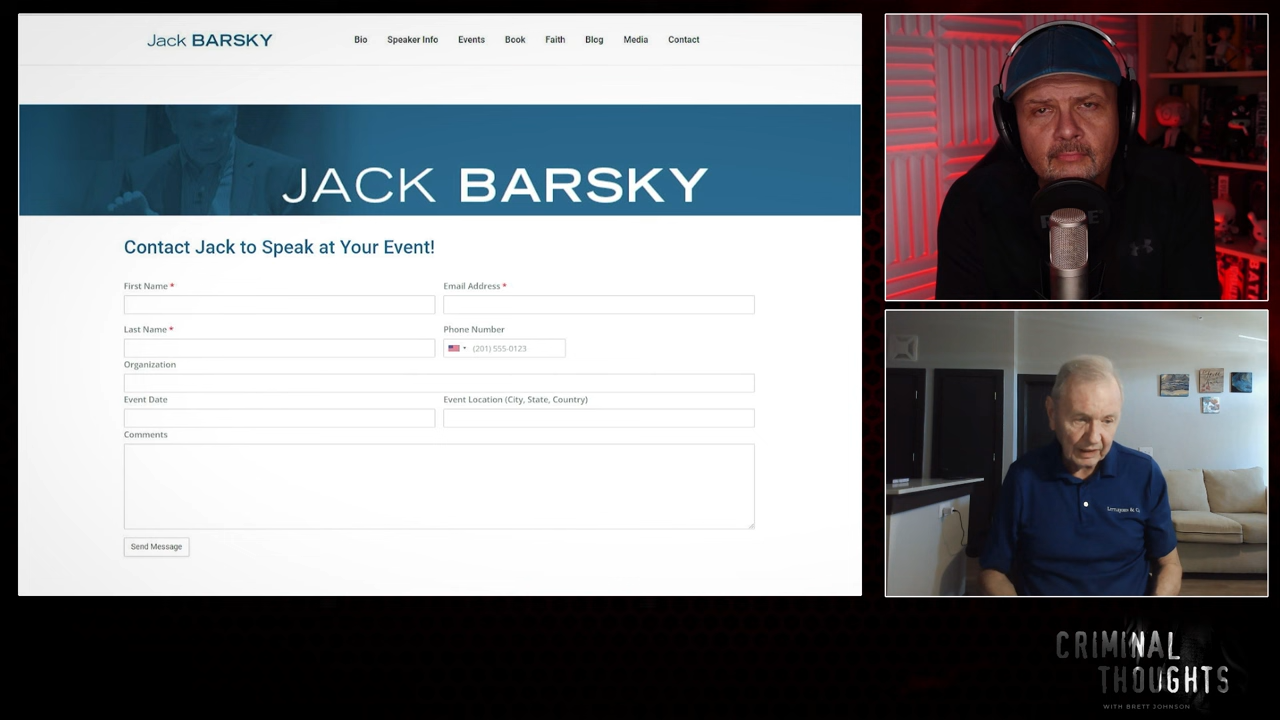 Jack BARSKY
Bio Speaker Info Events Book Faith Blog Media Contact
JACK BARSKY
Contact Jack to Speak at Your Event!
First Name *
Email Address *
Last Name *
Phone Number
(201) 555-0123
Organization
Event Date
Event Location (City, State, Country)
Comments
Send Message
CRIMINAL
THOUGHTS
WITH BRETT JOHNSON